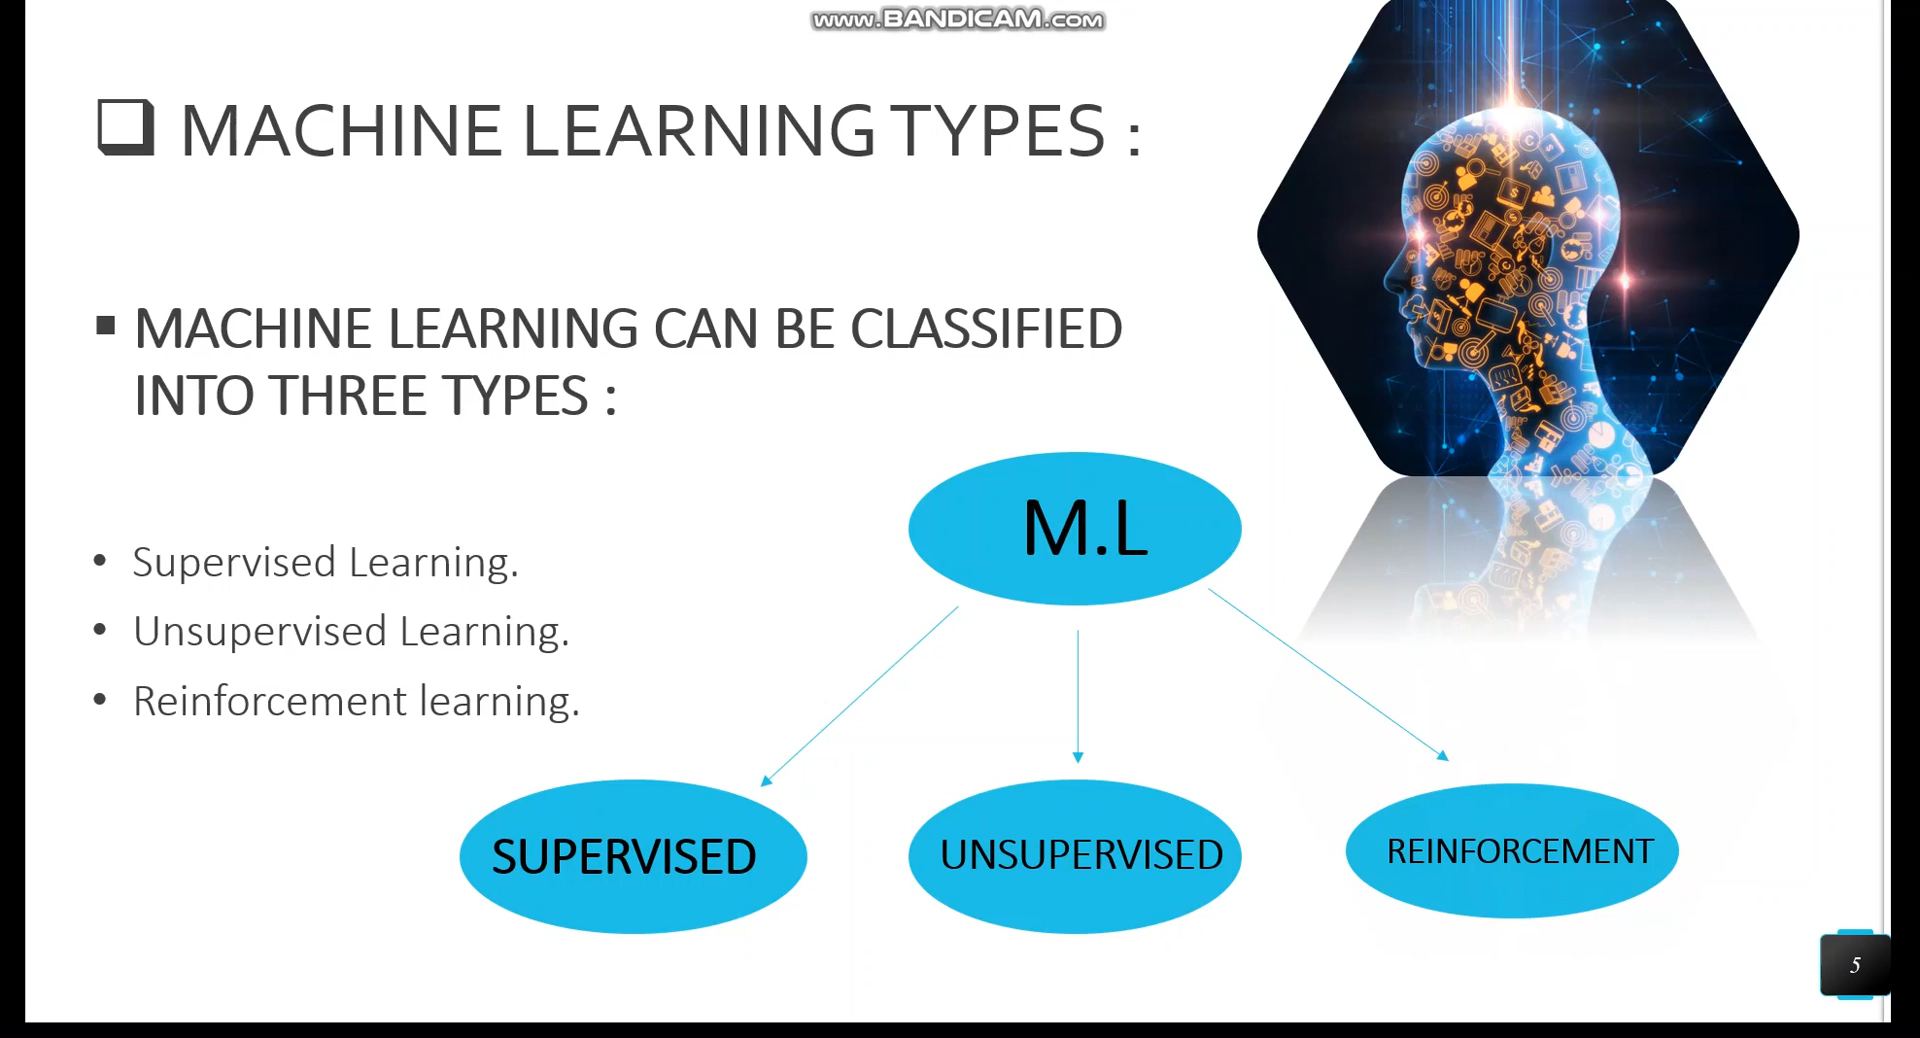 www.BANDICAM.com
MACHINE LEARNING TYPES :
MACHINE LEARNING CAN BE CLASSIFIED
INTO THREE TYPES :
M.L
• Supervised Learning.
• Unsupervised Learning.
• Reinforcement learning.
SUPERVISED
UNSUPERVISED
REINFORCEMENT
5